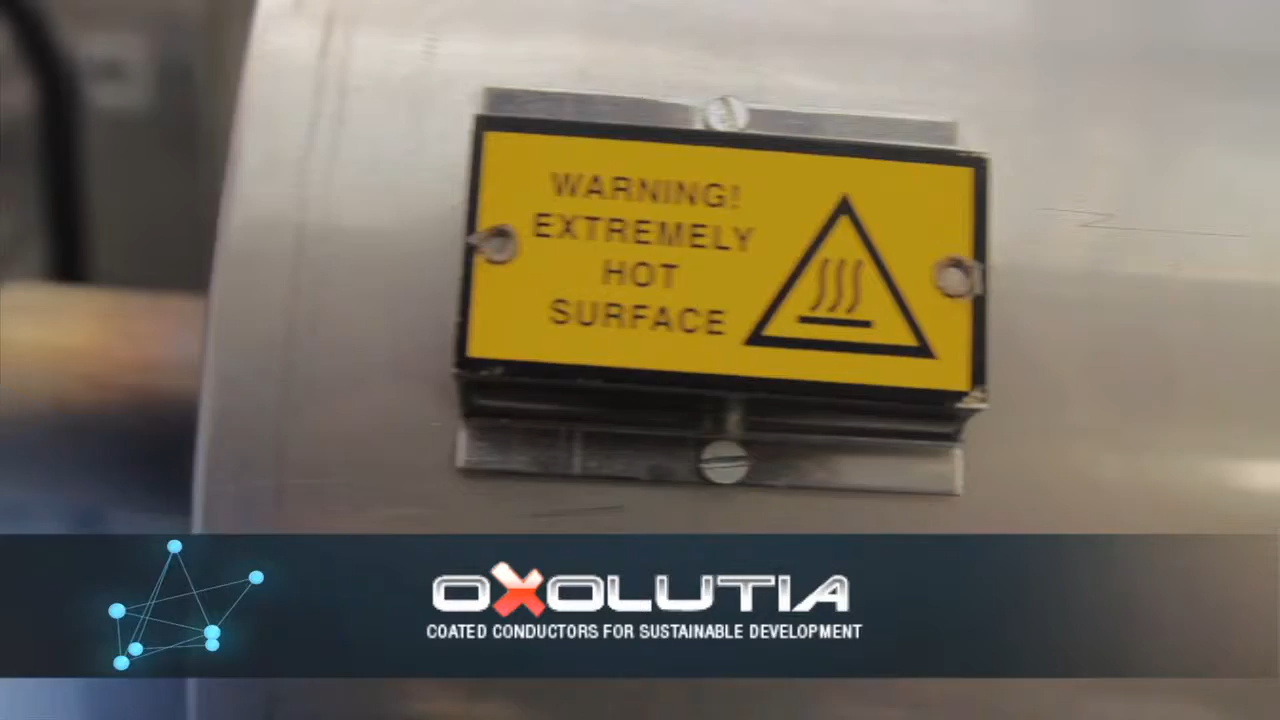 WARNING!
EXTREMELY
HOT
SURFACE
OXOLUTIA
COATED CONDUCTORS FOR SUSTAINABLE DEVELOPMENT